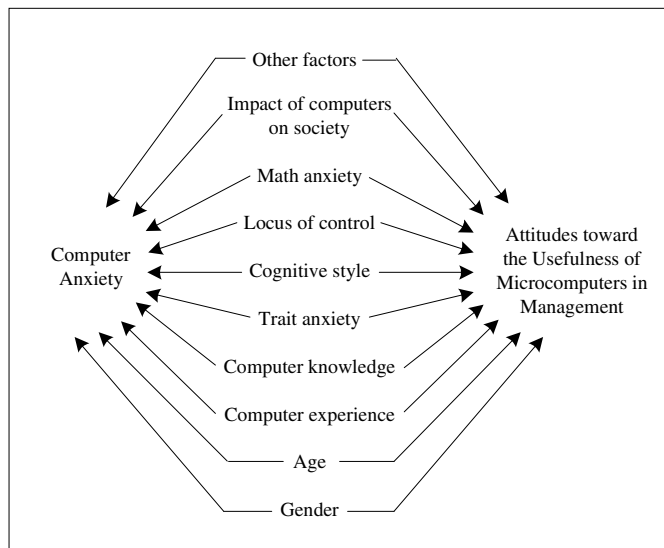 Other factors
Impact of computers
on society
Math anxiety
Locus of control
Computer
Anxiety
Cognitive style
Attitudes toward
the Usefulness of
Microcomputers in
Management
Trait anxiety
Computer knowledge
Computer experience
Age
Gender